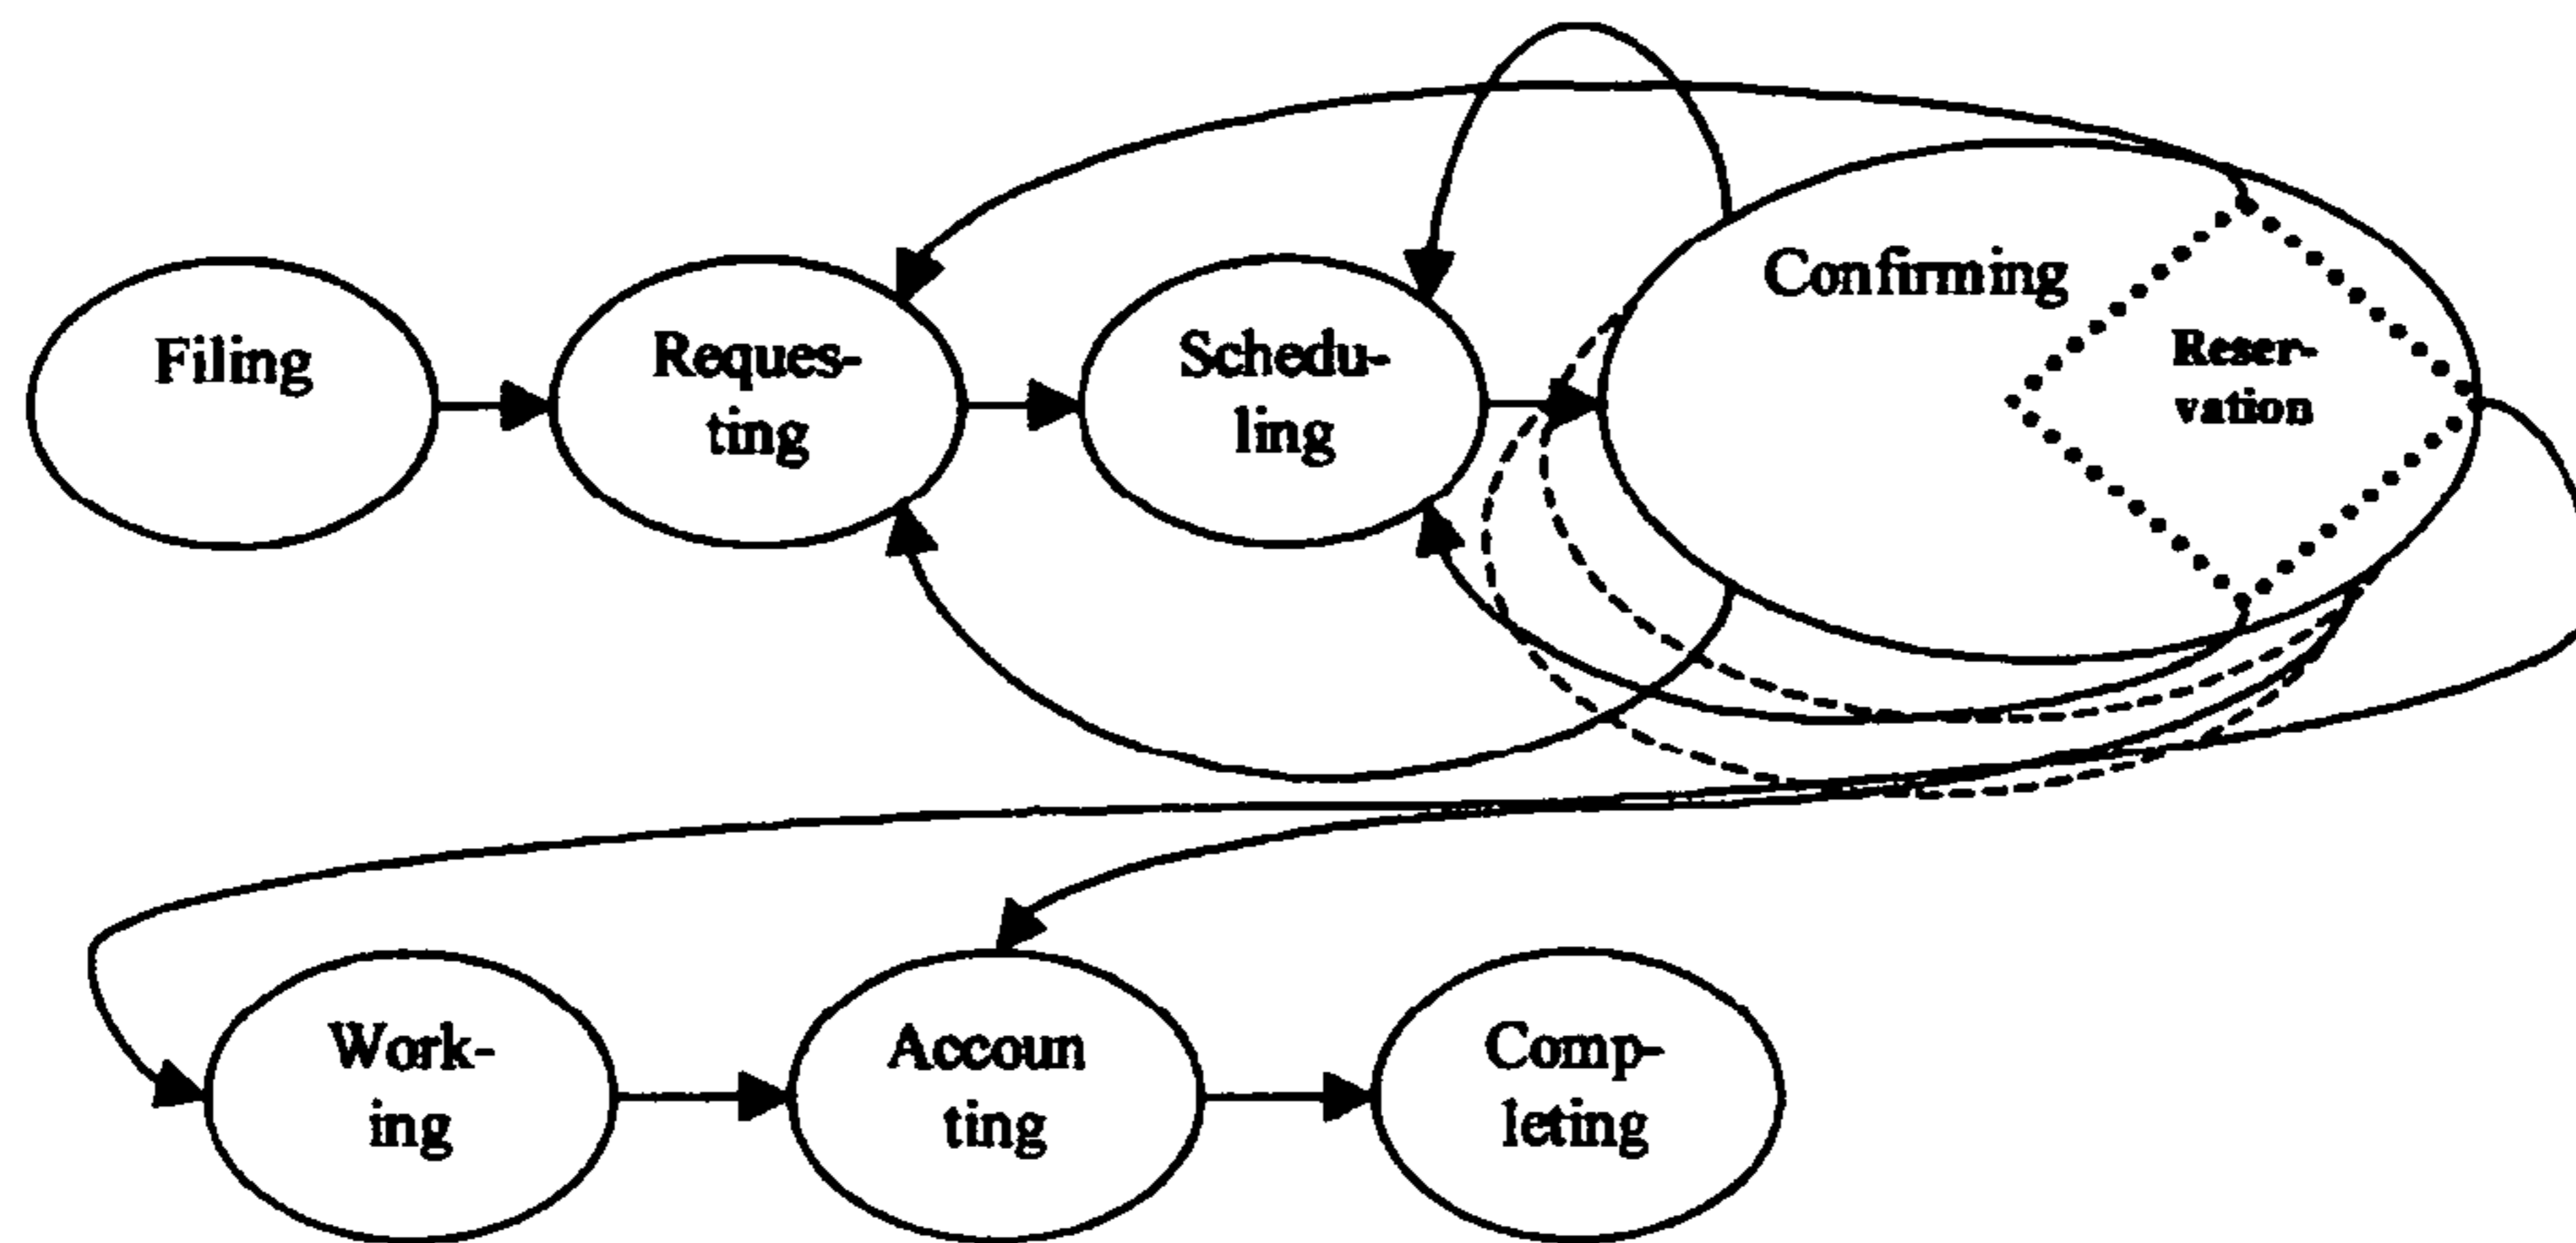 Filing
Reques-
ting
Schedu-
ling
Confirming
Reser-
vation
Work-
ing
Accoun
ting
Comp-
leting